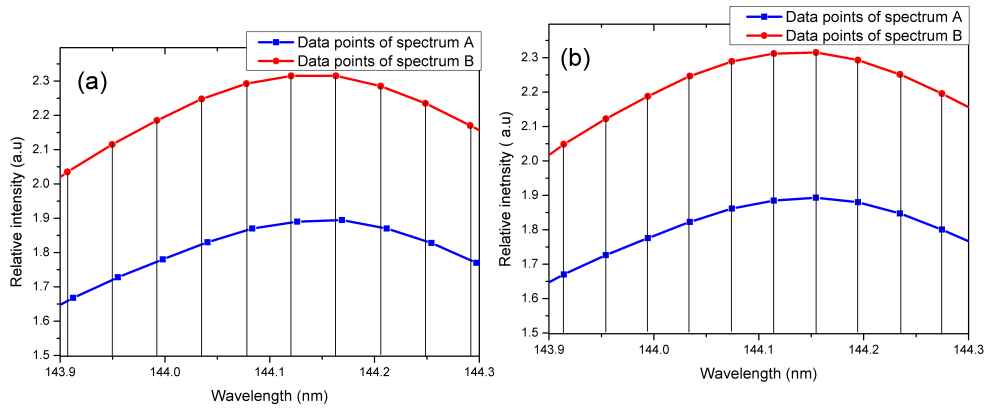 Data points of spectrum A
Data points of spectrum B
(a)
2.3
2.2
2.1
2.0
1.9
1.8
1.7
1.6
1.5
Relative intensity (a.u)
143.9
144.0
144.1
144.2
144.3
Wavelength (nm)
Data points of spectrum A
Data points of spectrum B
(b)
2.3
2.2
2.1
2.0
1.9
1.8
1.7
1.6
1.5
Relative inetnsity ( a.u)
143.9
144.0
144.1
144.2
144.3
Wavelength (nm)